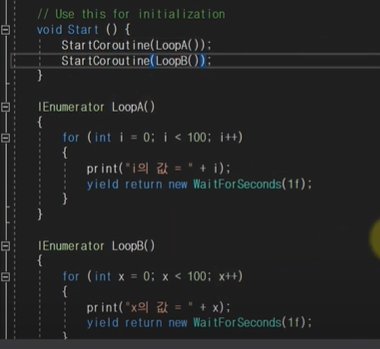 // Use this for initialization
void Start () {
StartCoroutine(LoopA());
StartCoroutine(LoopB());
}
IEnumerator LoopA()
{
for (int i = 0; i < 100; i++)
{
print("i의 값 = " + i);
yield return new WaitForSeconds(1f);
}
}
IEnumerator LoopB()
{
for (int x = 0; x < 100; x++)
{
print("x의 값 = " + x);
yield return new WaitForSeconds(1f);
}